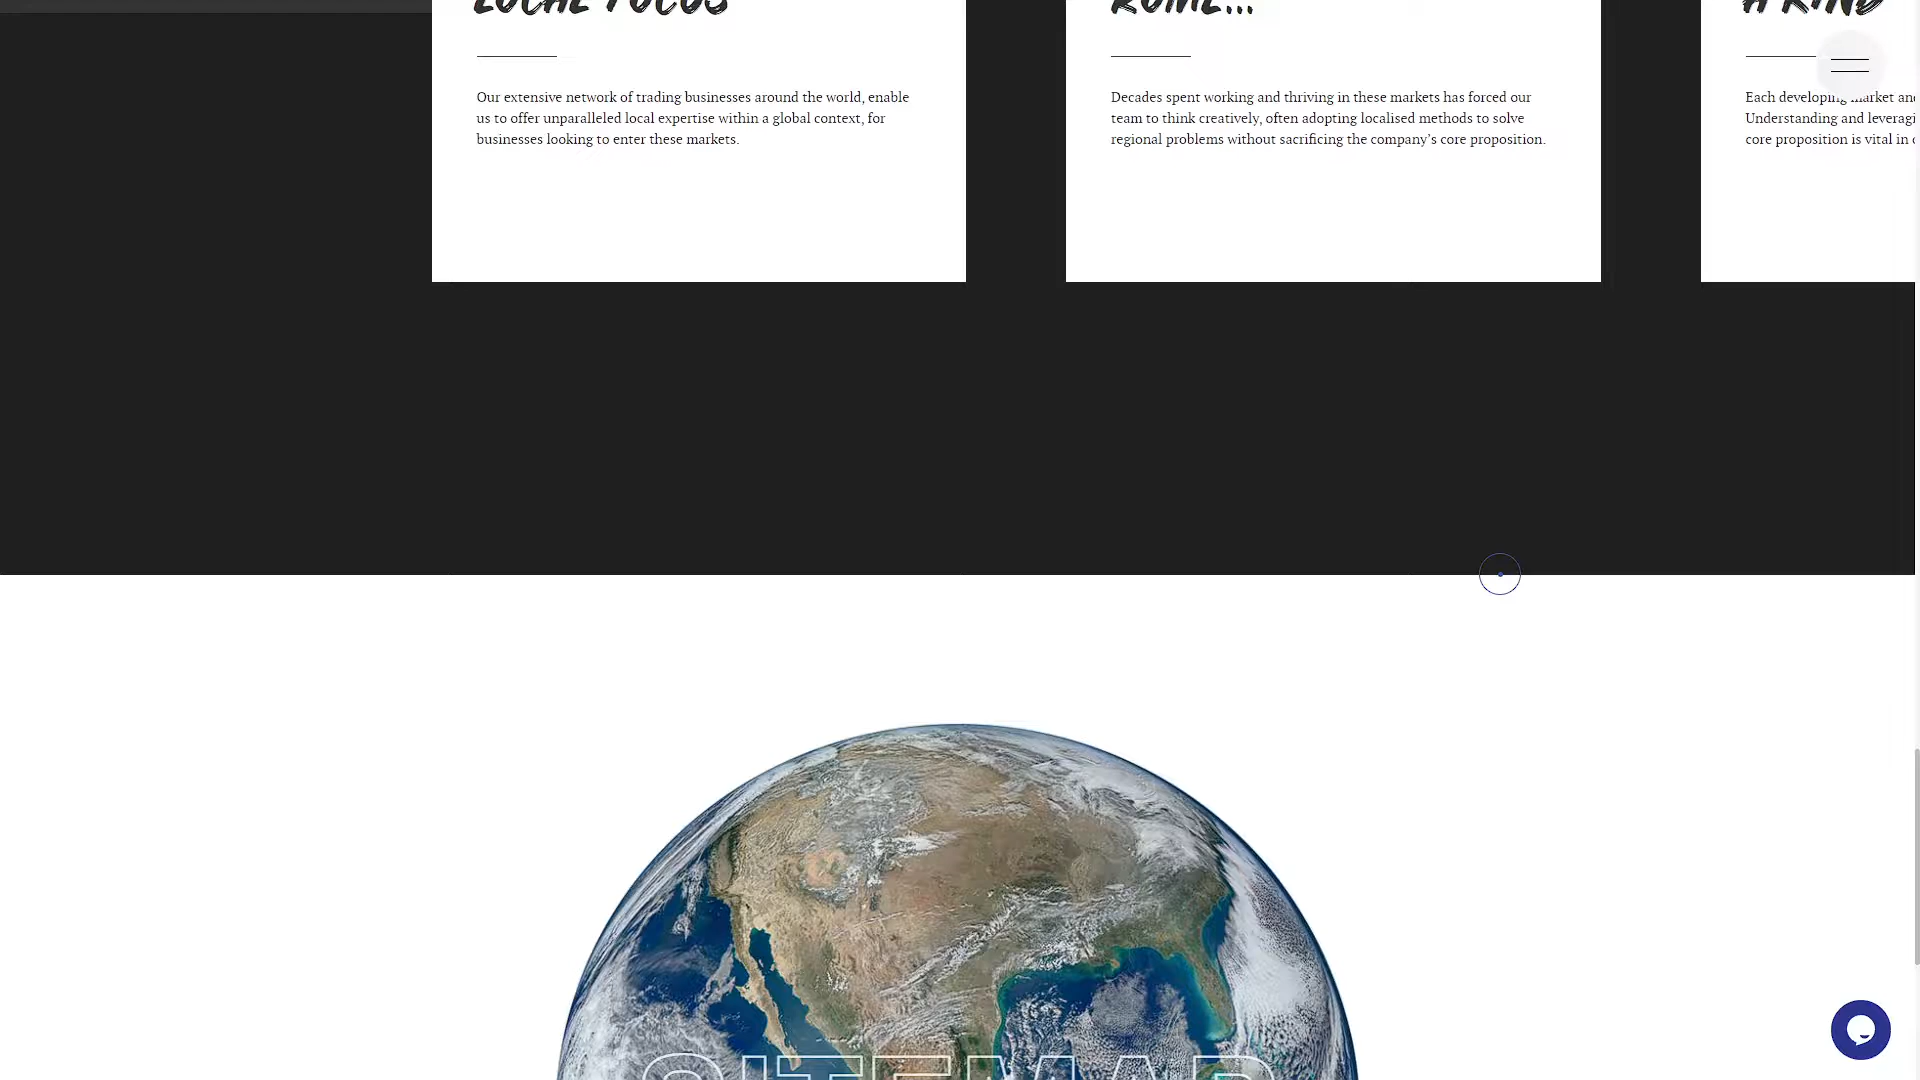 LOCAL FOCUS
Our extensive network of trading businesses around the world, enable
us to offer unparalleled local expertise within a global context, for
businesses looking to enter these markets.
ROME...
Decades spent working and thriving in these markets has forced our
team to think creatively, often adopting localised methods to solve
regional problems without sacrificing the company’s core proposition.
A KIND
Each developing market and
Understanding and leveragi
core proposition is vital in
SITEMAP